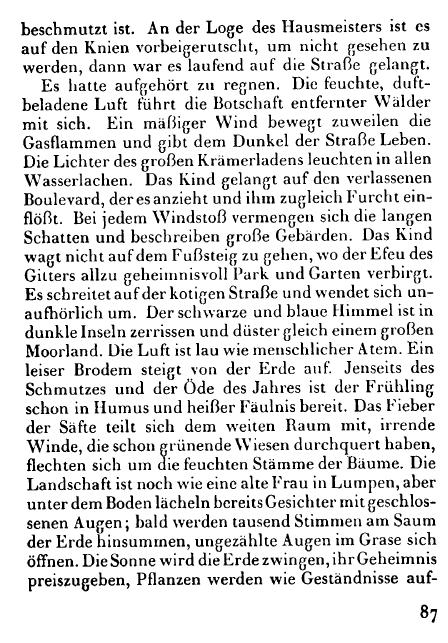 beschmutzt ist. An der Loge des Hausmeisters ist es
auf den Knien vorbeigerutscht, um nicht gesehen zu
werden, dann war es laufend auf die Straße gelangt.
Es hatte aufgehört zu regnen. Die feuchte, duft-
beladene Luft führt die Botschaft entfernter Wälder
mit sich. Ein mäßiger Wind bewegt zuweilen die
Gasflammen und gibt dem Dunkel der Straße Leben.
Die Lichter des großen Krämerladens leuchten in allen
Wasserlachen. Das Kind gelangt auf den verlassenen
Boulevard, der es anzieht und ihm zugleich Furcht ein-
flößt. Bei jedem Windstoß vermengen sich die langen
Schatten und beschreiben große Gebärden. Das Kind
wagt nicht auf dem Fußsteig zu gehen, wo der Efeu des
Gitters allzu geheimnisvoll Park und Garten verbirgt.
Es schreitet auf der kotigen Straße und wendet sich un-
aufhörlich um. Der schwarze und blaue Himmel ist in
dunkle Inseln zerrissen und düster gleich einem großen
Moorland. Die Luft ist lau wie menschlicher Atem. Ein
leiser Brodem steigt von der Erde auf. Jenseits des
Schmutzes und der Öde des Jahres ist der Frühling
schon in Humus und heißer Fäulnis bereit. Das Fieber
der Säfte teilt sich dem weiten Raum mit, irrende
Winde, die schon grünende Wiesen durchquert haben,
flechten sich um die feuchten Stämme der Bäume. Die
Landschaft ist noch wie eine alte Frau in Lumpen, aber
unter dem Boden lächeln bereits Gesichter mit geschlos-
senen Augen; bald werden tausend Stimmen am Saum
der Erde hinsummen, ungezählte Augen im Grase sich
öffnen. Die Sonne wird die Erde zwingen, ihr Geheimnis
preiszugeben, Pflanzen werden wie Geständnisse auf-
87